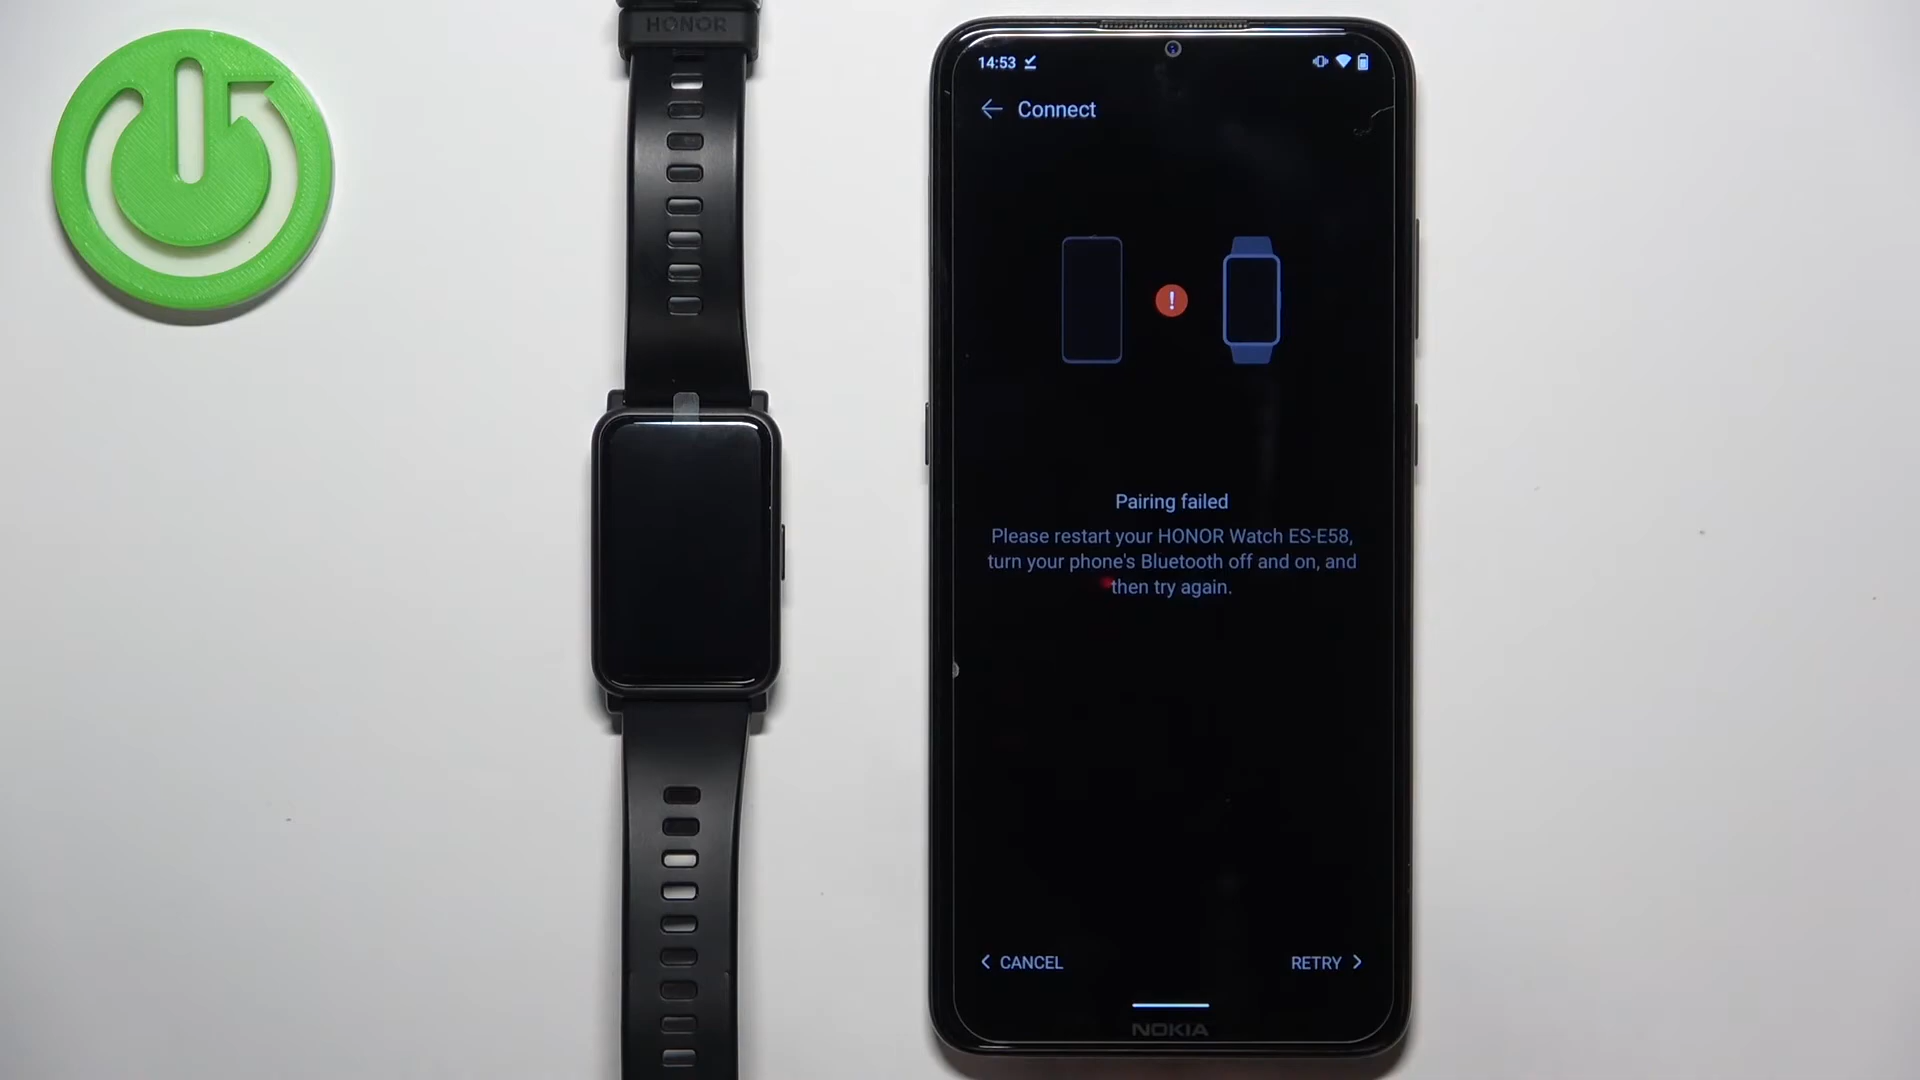 HONOR
14:53
Connect
Pairing failed
Please restart your HONOR Watch ES-E58,
turn your phone's Bluetooth off and on, and
then try again.
CANCEL
RETRY
NOKIA